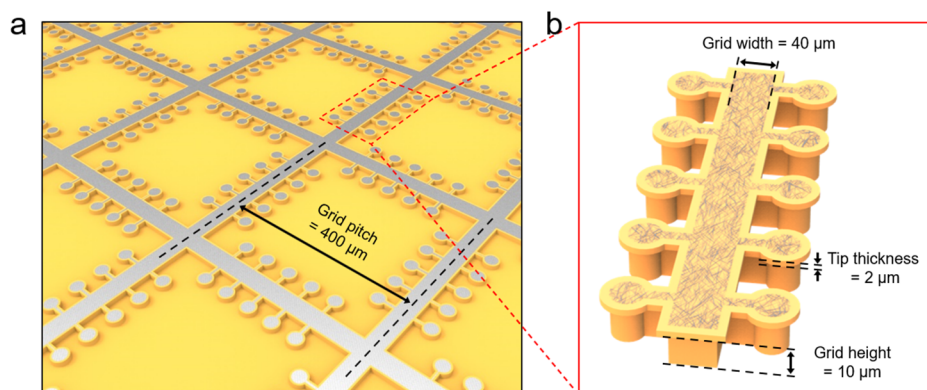 a
Grid pitch
= 400 μm
b
Grid width = 40 μm
Tip thickness
= 2 μm
Grid height
= 10 μm